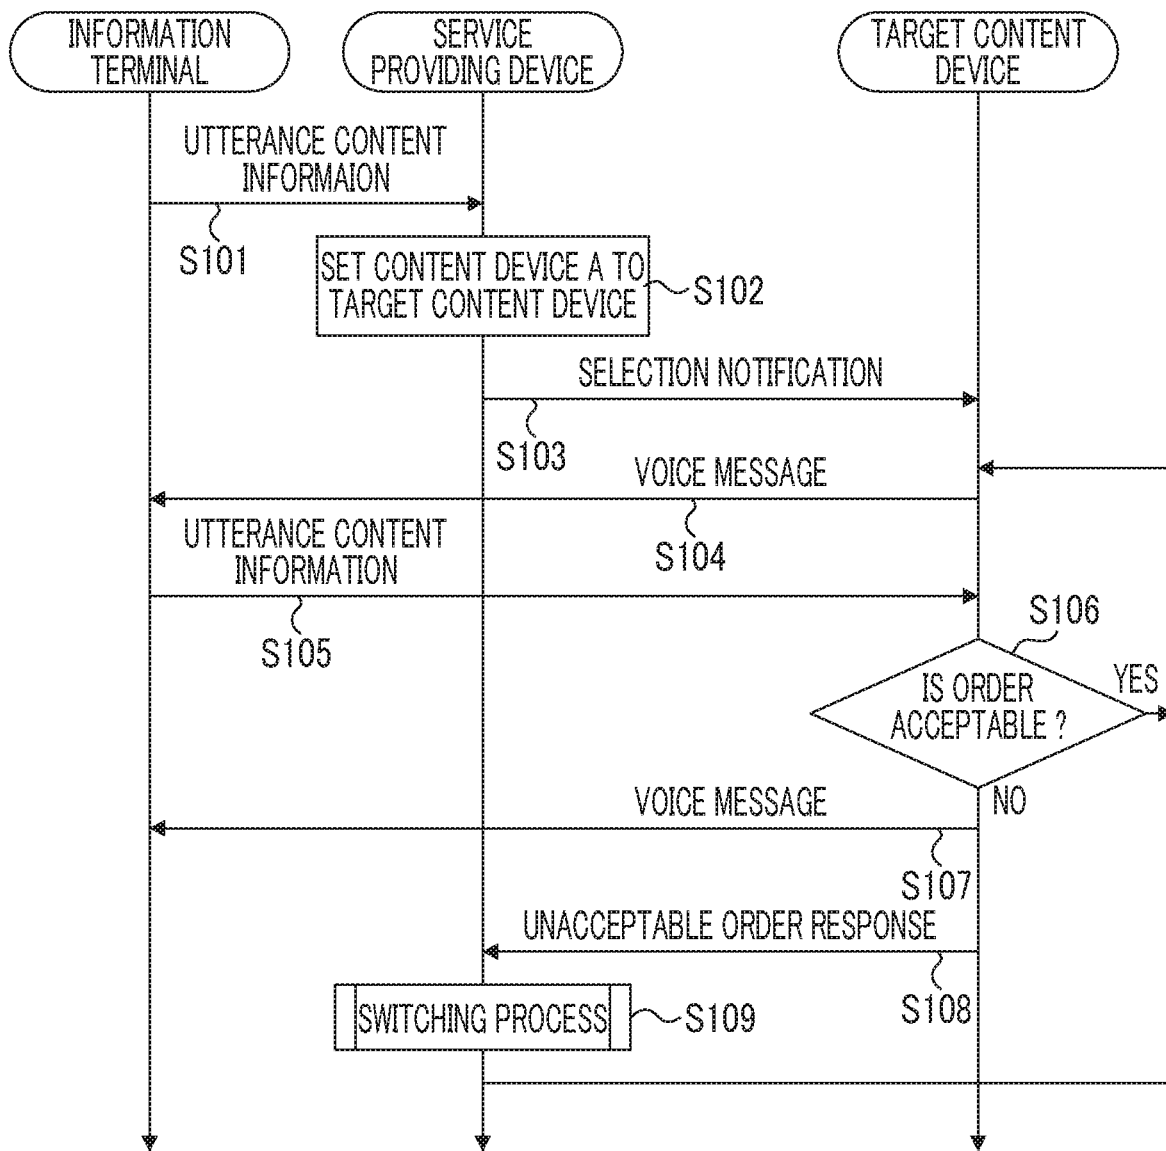 INFORMATION
TERMINAL
SERVICE
PROVIDING DEVICE
TARGET CONTENT
DEVICE
UTTERANCE CONTENT
INFORMAION
S101
SET CONTENT DEVICE A TO
TARGET CONTENT DEVICE
S102
SELECTION NOTIFICATION
S103
VOICE MESSAGE
S104
UTTERANCE CONTENT
INFORMATION
S105
S106
IS ORDER
ACCEPTABLE ?
YES
NO
VOICE MESSAGE
S107
UNACCEPTABLE ORDER RESPONSE
S108
SWITCHING PROCESS
S109